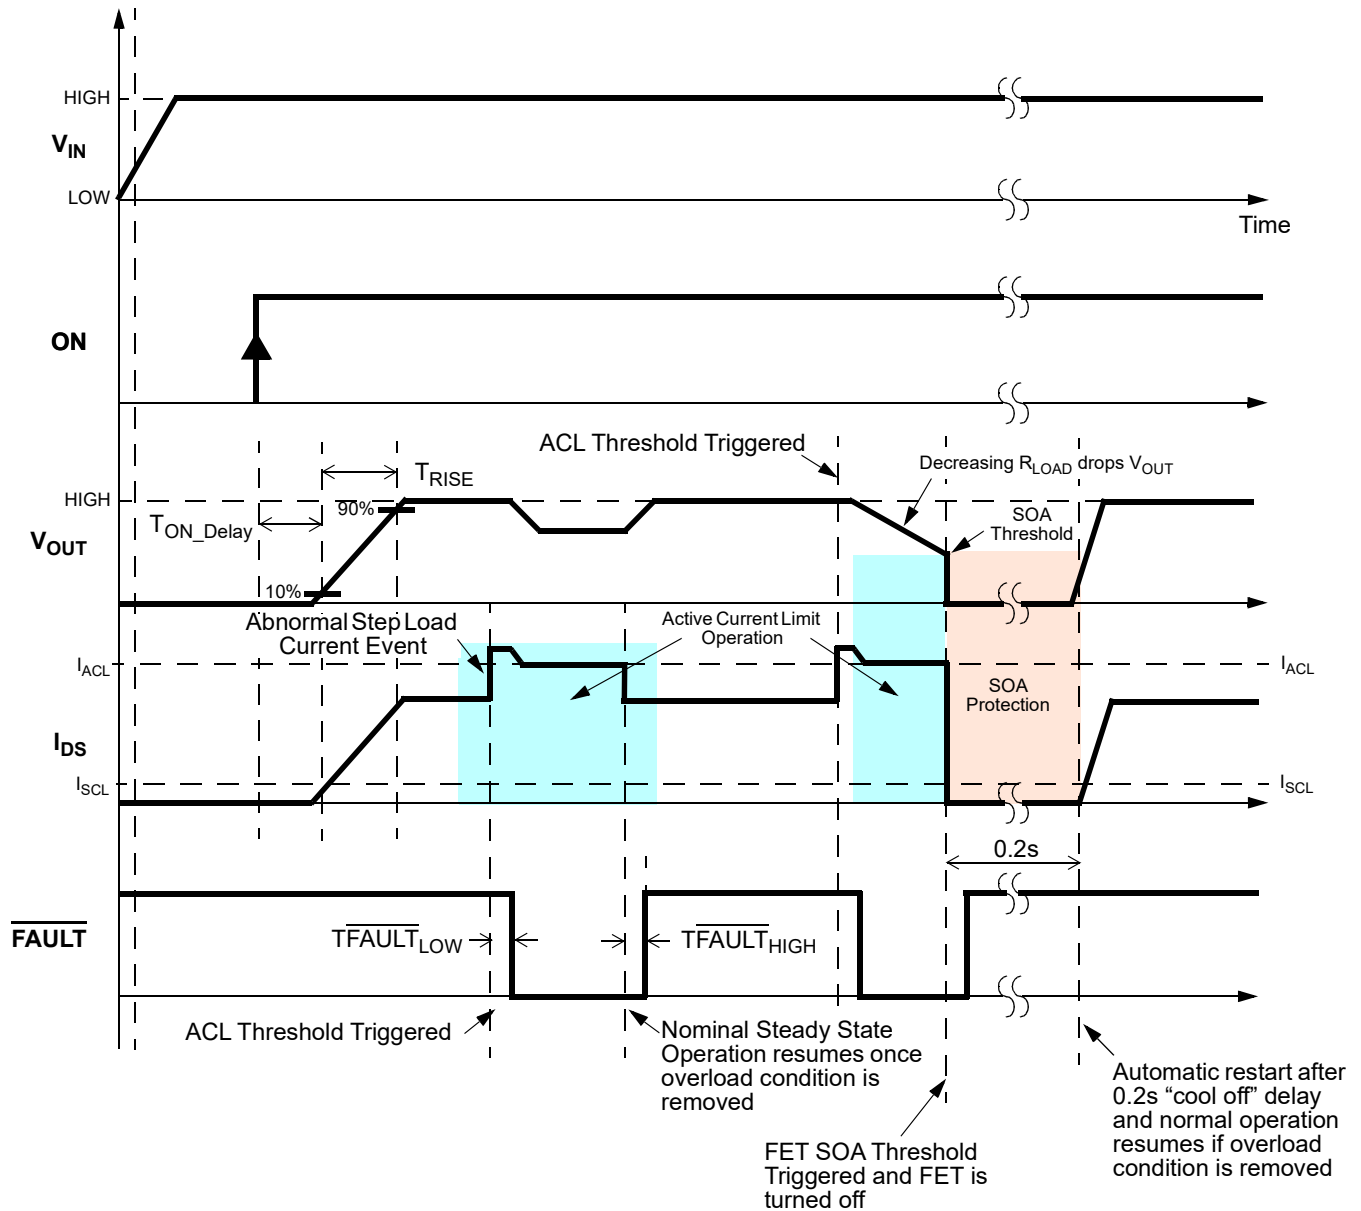 HIGH
VIN
LOW
Time
ON
ACL Threshold Triggered
Decreasing RLOAD drops VOUT
TRISE
HIGH
90%
TON_Delay
SOA
Threshold
VOUT
10%
Abnormal Step Load
Current Event
Active Current Limit
Operation
IACL
IACL
SOA
Protection
IDS
ISCL
ISCL
0.2s
FAULT
TFAULTLOW
TFAULTHIGH
ACL Threshold Triggered
Nominal Steady State
Operation resumes once
overload condition is
removed
Automatic restart after
0.2s “cool off” delay
and normal operation
resumes if overload
condition is removed
FET SOA Threshold
Triggered and FET is
turned off